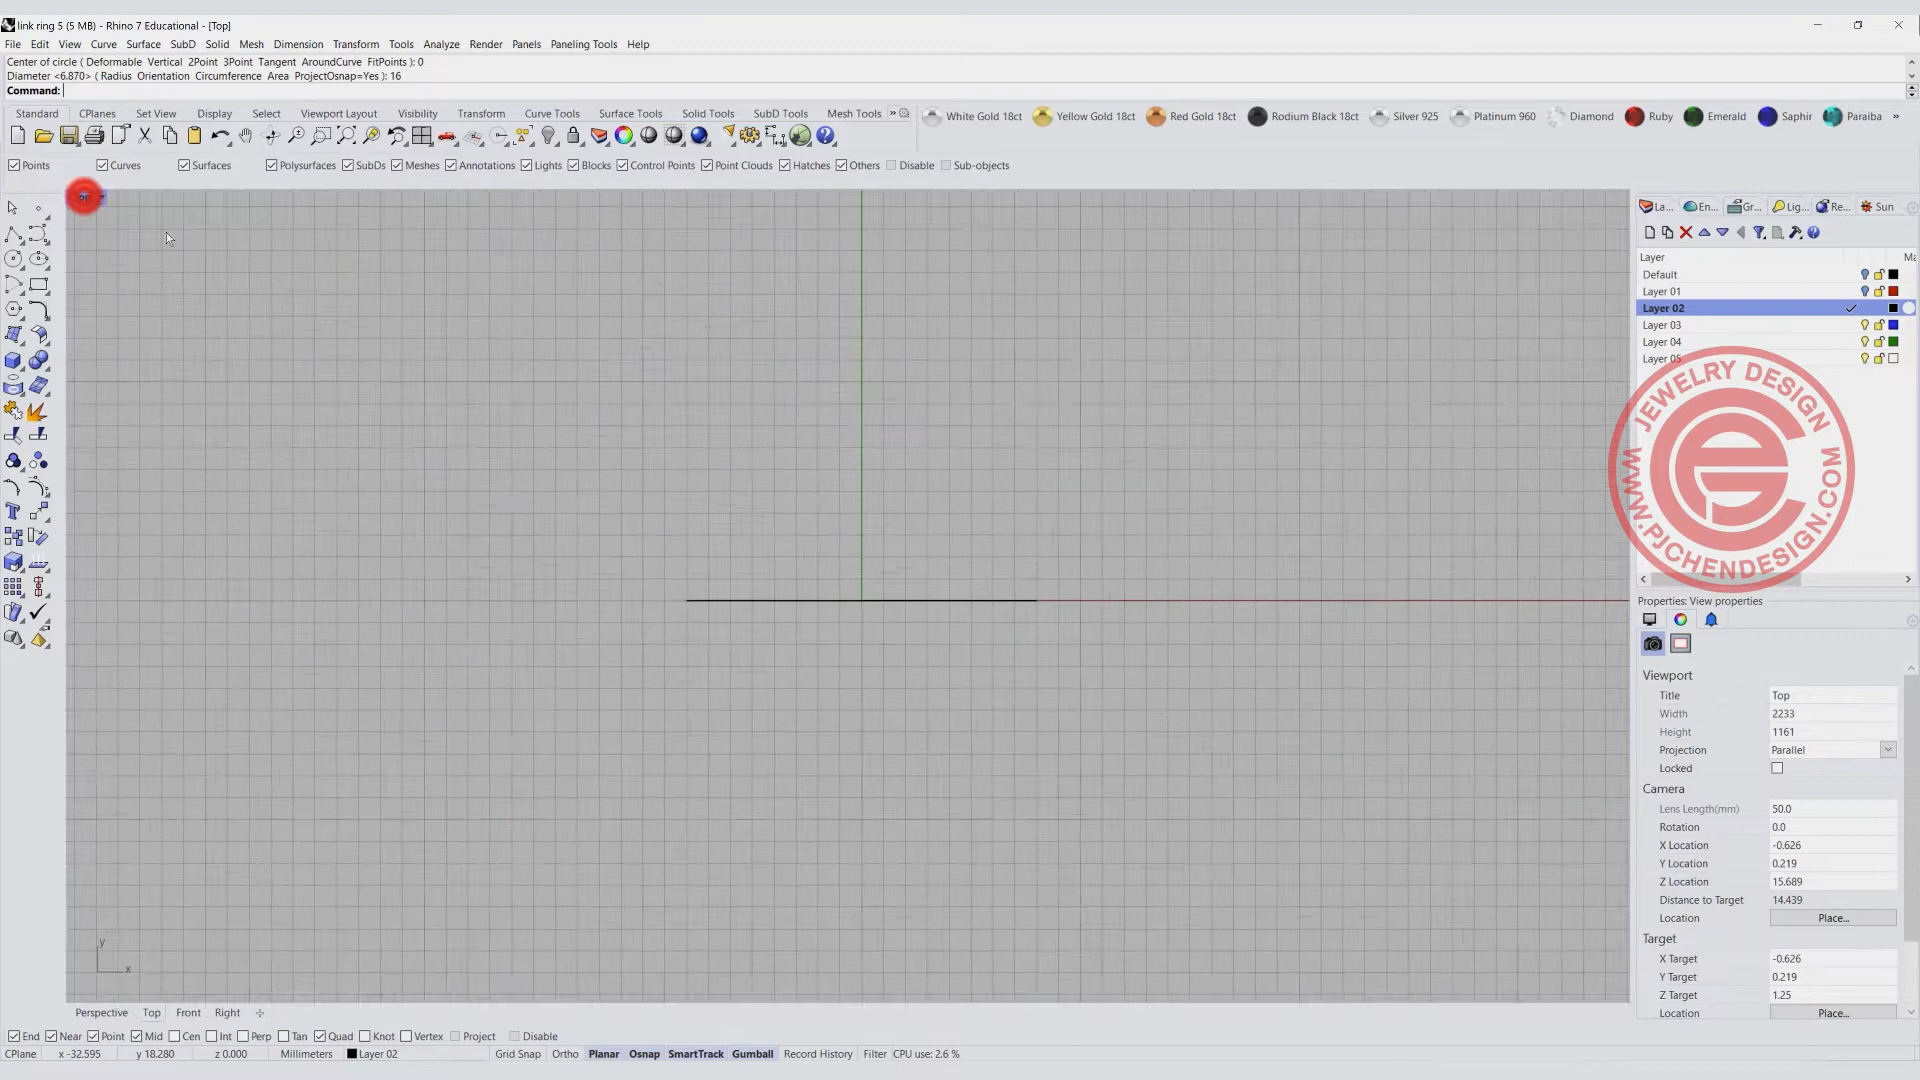 link ring 5 (5 MB) - Rhino 7 Educational - [Top]
File Edit View Curve Surface SubD Solid Mesh Dimension Transform Tools Analyze Render Panels Paneling Tools Help
Center of circle ( Deformable Vertical 2Point 3Point Tangent AroundCurve FitPoints ): 0
Diameter <6.870> ( Radius Orientation Circumference Area ProjectOsnap=Yes ): 16
Command:
Standard CPlanes Set View Display Select Viewport Layout Visibility Transform Curve Tools Surface Tools Solid Tools SubD Tools Mesh Tools »
White Gold 18ct Yellow Gold 18ct Red Gold 18ct Rodium Black 18ct Silver 925 Platinum 960 Diamond Ruby Emerald Saphir Paraiba »
Points Curves Surfaces Polysurfaces SubDs Meshes Annotations Lights Blocks Control Points Point Clouds Hatches Others Disable Sub-objects
La... En... Gr... Lig... Re... Sun
Layer Ma
Default
Layer 01
Layer 02
Layer 03
Layer 04
Layer 05
JEWELRY DESIGN
WWW.PJCHENDESIGN.COM
Properties: View properties
Viewport
Title Top
Width 2233
Height 1161
Projection Parallel
Locked
Camera
Lens Length(mm) 50.0
Rotation 0.0
X Location -0.626
Y Location 0.219
Z Location 15.689
Distance to Target 14.439
Location Place...
Target
X Target -0.626
Y Target 0.219
Z Target 1.25
Location Place...
y
x
Perspective Top Front Right
End Near Point Mid Cen Int Perp Tan Quad Knot Vertex Project Disable
CPlane x -32.595 y 18.280 z 0.000 Millimeters Layer 02 Grid Snap Ortho Planar Osnap SmartTrack Gumball Record History Filter CPU use: 2.6 %